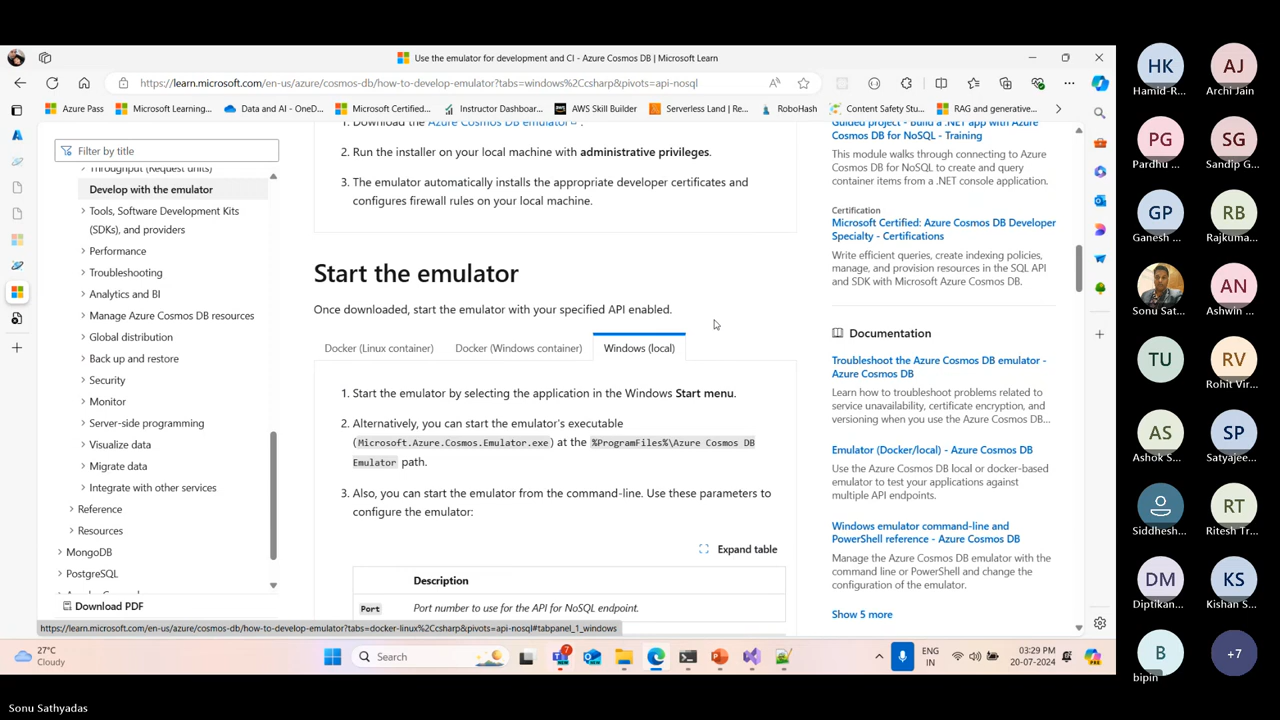 Use the emulator for development and CI - Azure Cosmos DB | Microsoft Learn
https://learn.microsoft.com/en-us/azure/cosmos-db/how-to-develop-emulator?tabs=windows%2Ccsharp&pivots=api-nosql
Azure Pass
Microsoft Learning...
Data and AI - OneD...
Microsoft Certified...
Instructor Dashboar...
AWS Skill Builder
Serverless Land | Re...
RoboHash
Content Safety Stu...
RAG and generative...
Filter by title
Throughput (Request units)
Develop with the emulator
Tools, Software Development Kits
(SDKs), and providers
Performance
Troubleshooting
Analytics and BI
Manage Azure Cosmos DB resources
Global distribution
Back up and restore
Security
Monitor
Server-side programming
Visualize data
Migrate data
Integrate with other services
Reference
Resources
MongoDB
PostgreSQL
Download PDF
1. Download the Azure Cosmos DB emulator.
2. Run the installer on your local machine with administrative privileges.
3. The emulator automatically installs the appropriate developer certificates and
configures firewall rules on your local machine.
Start the emulator
Once downloaded, start the emulator with your specified API enabled.
Docker (Linux container)
Docker (Windows container)
Windows (local)
1. Start the emulator by selecting the application in the Windows Start menu.
2. Alternatively, you can start the emulator's executable
(Microsoft.Azure.Cosmos.Emulator.exe) at the %ProgramFiles%\Azure Cosmos DB
Emulator path.
3. Also, you can start the emulator from the command-line. Use these parameters to
configure the emulator:
Expand table
Description
Port Port number to use for the API for NoSQL endpoint.
Guided project - Build a .NET app with Azure
Cosmos DB for NoSQL - Training
This module walks through connecting to Azure
Cosmos DB for NoSQL to create and query
container items from a .NET console application.
Certification
Microsoft Certified: Azure Cosmos DB Developer
Specialty - Certifications
Write efficient queries, create indexing policies,
manage, and provision resources in the SQL API
and SDK with Microsoft Azure Cosmos DB.
Documentation
Troubleshoot the Azure Cosmos DB emulator -
Azure Cosmos DB
Learn how to troubleshoot problems related to
service unavailability, certificate encryption, and
versioning when you use the Azure Cosmos DB...
Emulator (Docker/local) - Azure Cosmos DB
Use the Azure Cosmos DB local or docker-based
emulator to test your applications against
multiple API endpoints.
Windows emulator command-line and
PowerShell reference - Azure Cosmos DB
Manage the Azure Cosmos DB emulator with the
command line or PowerShell and change the
configuration of the emulator.
Show 5 more
https://learn.microsoft.com/en-us/azure/cosmos-db/how-to-develop-emulator?tabs=docker-linux%2Ccsharp&pivots=api-nosql#tabpanel_1_windows
27°C
Cloudy
Search
7
ENG
IN
03:29 PM
20-07-2024
HK
Hamid-R...
AJ
Archi Jain
PG
Pardhu ...
SG
Sandip G...
GP
Ganesh ...
RB
Rajkuma...
Sonu Sat...
AN
Ashwin ...
TU
RV
Rohit Vir...
AS
Ashok S...
SP
Satyajee...
Siddhesh...
RT
Ritesh Tr...
DM
Diptikan...
KS
Kishan S...
B
bipin
+7
Sonu Sathyadas